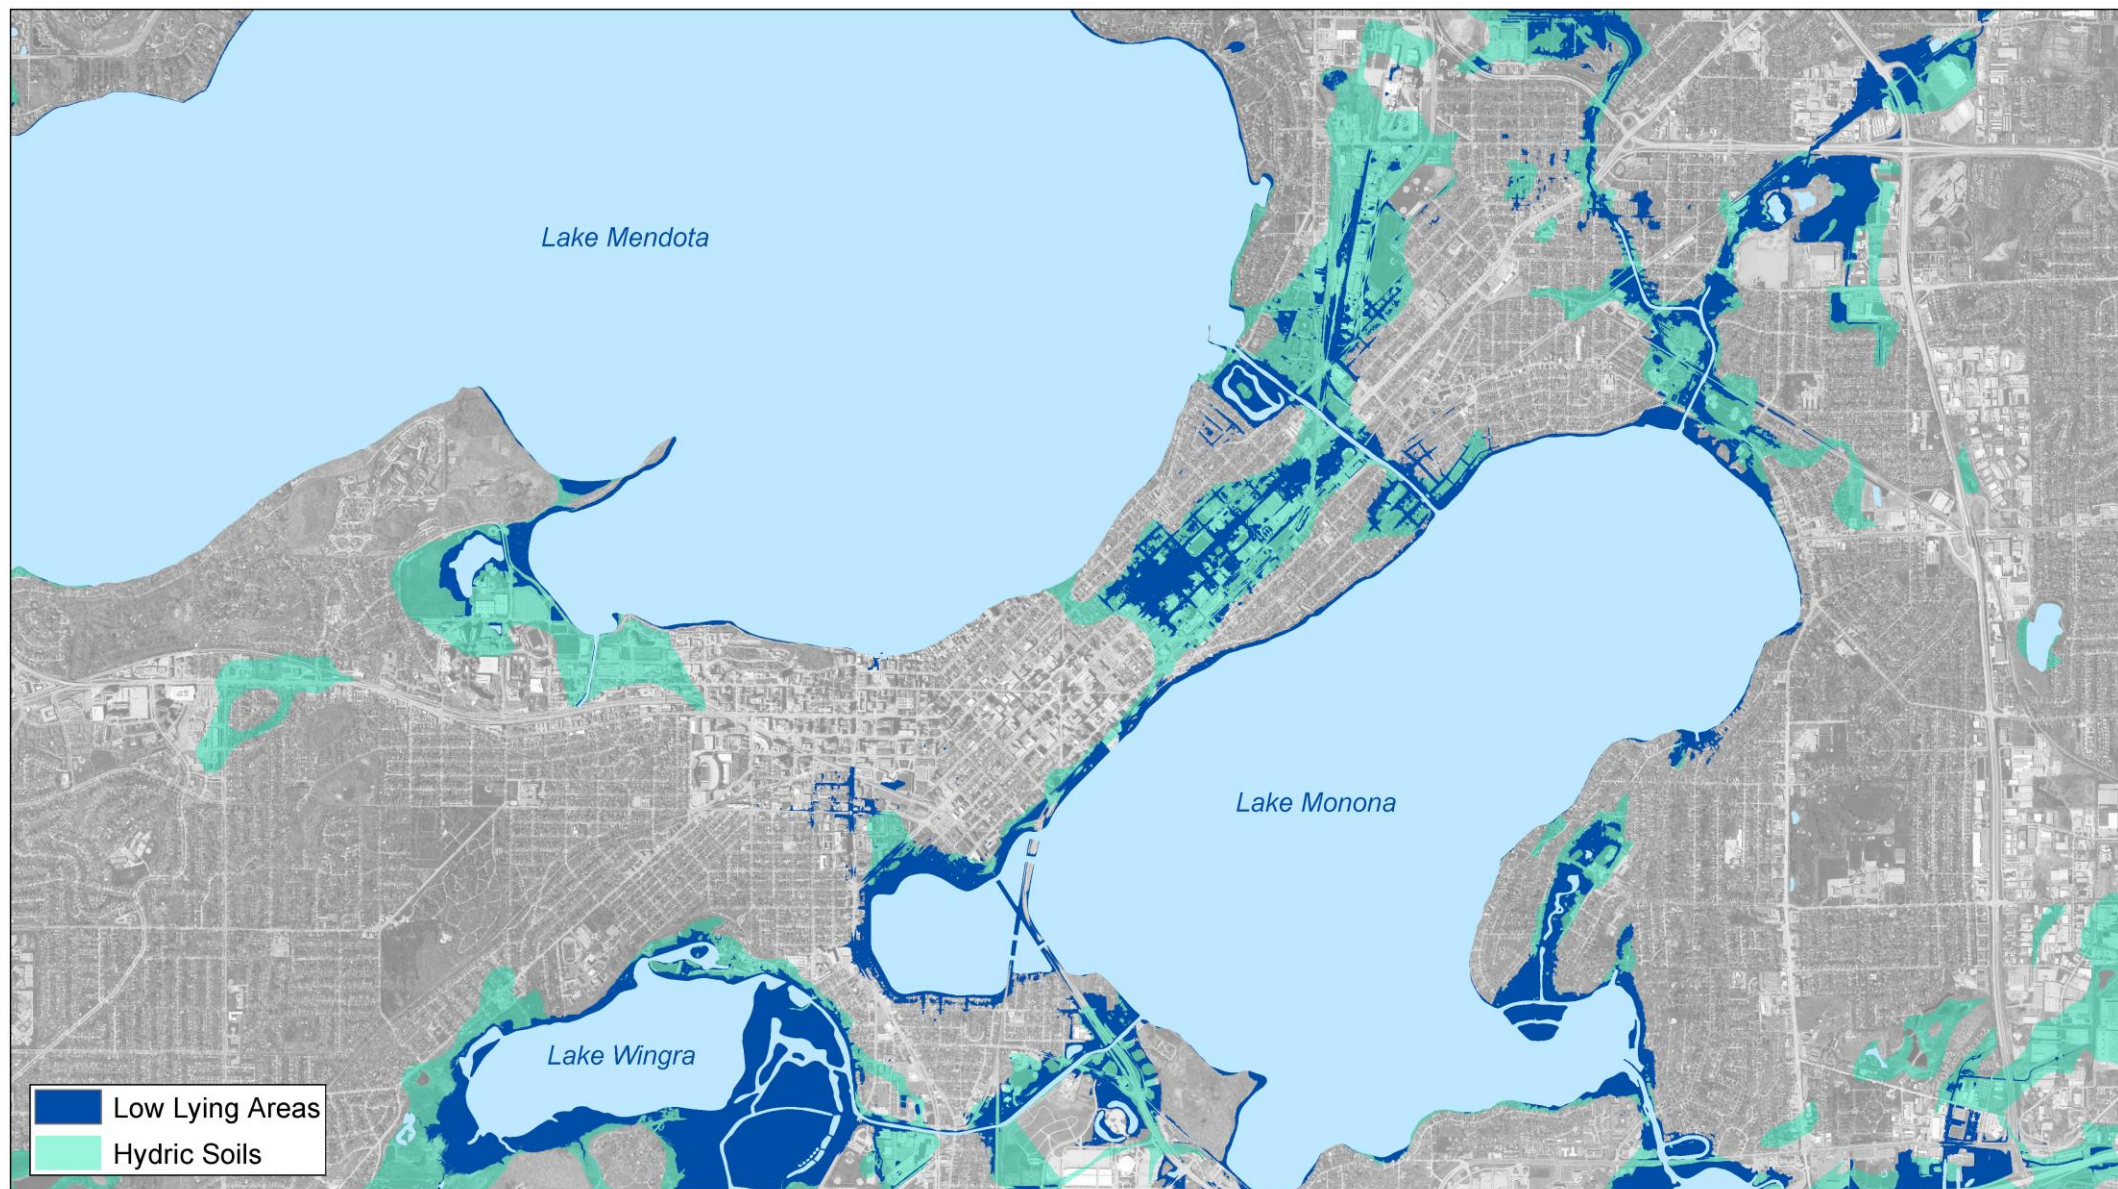 Lake Mendota
Lake Monona
Lake Wingra
Low Lying Areas
Hydric Soils